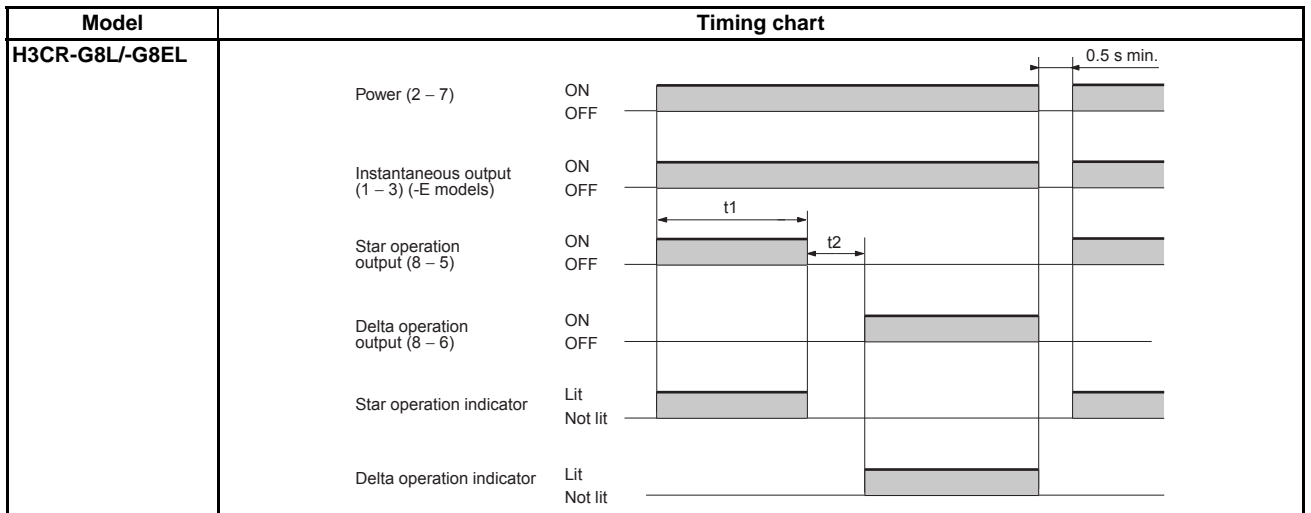 Model
Timing chart
H3CR-G8L/-G8EL
0.5 s min.
Power (2 – 7)
ON
OFF
Instantaneous output
(1 – 3) (-E models)
ON
OFF
t1
Star operation
output (8 – 5)
ON
OFF
t2
Delta operation
output (8 – 6)
ON
OFF
Star operation indicator
Lit
Not lit
Delta operation indicator
Lit
Not lit